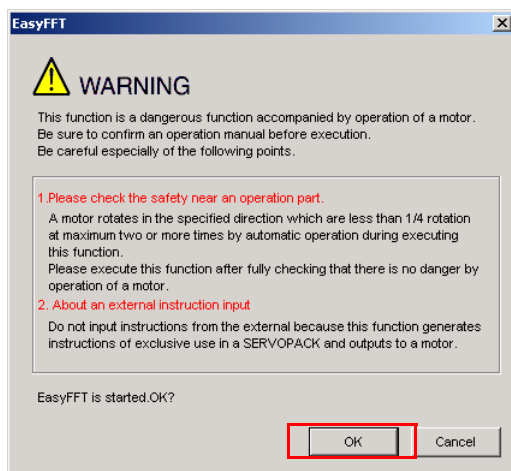 EasyFFT
WARNING
This function is a dangerous function accompanied by operation of a motor.
Be sure to confirm an operation manual before execution.
Be careful especially of the following points.
1.Please check the safety near an operation part.
A motor rotates in the specified direction which are less than 1/4 rotation
at maximum two or more times by automatic operation during executing
this function.
Please execute this function after fully checking that there is no danger by
operation of a motor.
2. About an external instruction input
Do not input instructions from the external because this function generates
instructions of exclusive use in a SERVOPACK and outputs to a motor.
EasyFFT is started.OK?
OK
Cancel